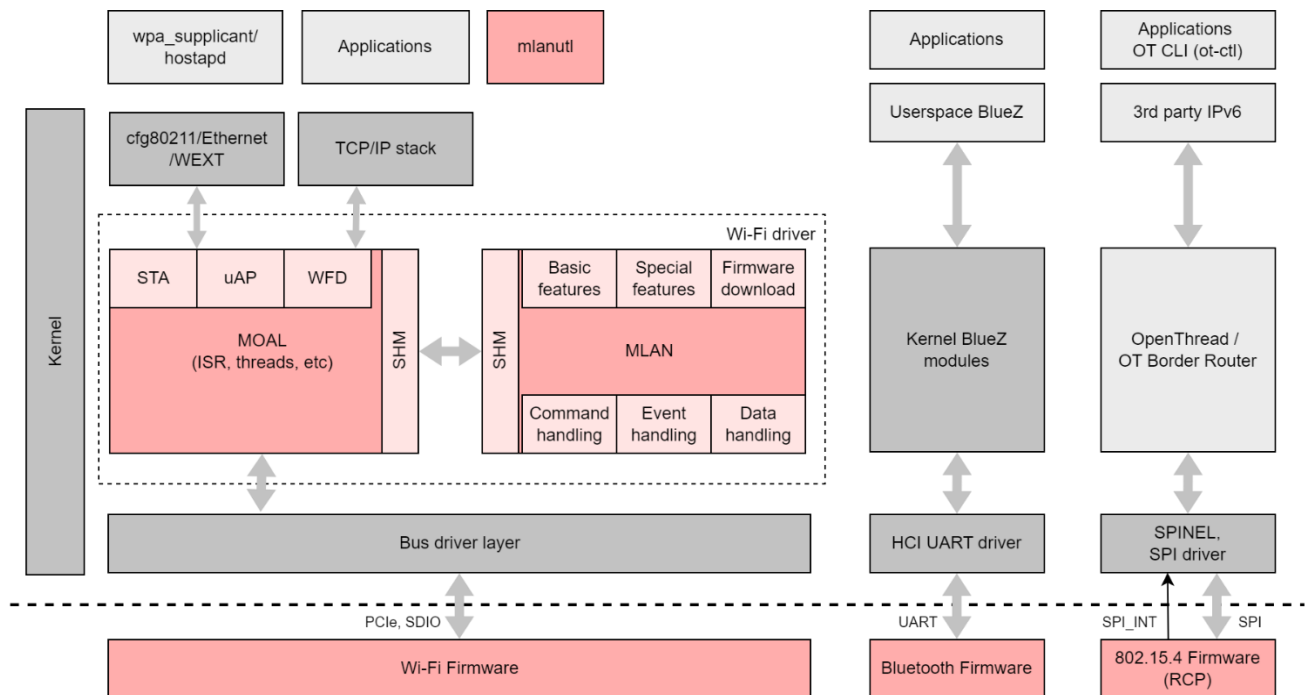 wpa_supplicant/
hostapd
Applications
mlanutl
Applications
Applications
OT CLI (ot-ctl)
Userspace BlueZ
3rd party IPv6
Kernel
cfg80211/Ethernet
/WEXT
TCP/IP stack
Wi-Fi driver
STA
uAP
WFD
MOAL
(ISR, threads, etc)
SHM
SHM
Basic
features
Special
features
Firmware
download
MLAN
Command
handling
Event
handling
Data
handling
Kernel BlueZ
modules
OpenThread /
OT Border Router
Bus driver layer
HCI UART driver
SPINEL,
SPI driver
PCIe, SDIO
UART
SPI_INT
SPI
Wi-Fi Firmware
Bluetooth Firmware
802.15.4 Firmware
(RCP)